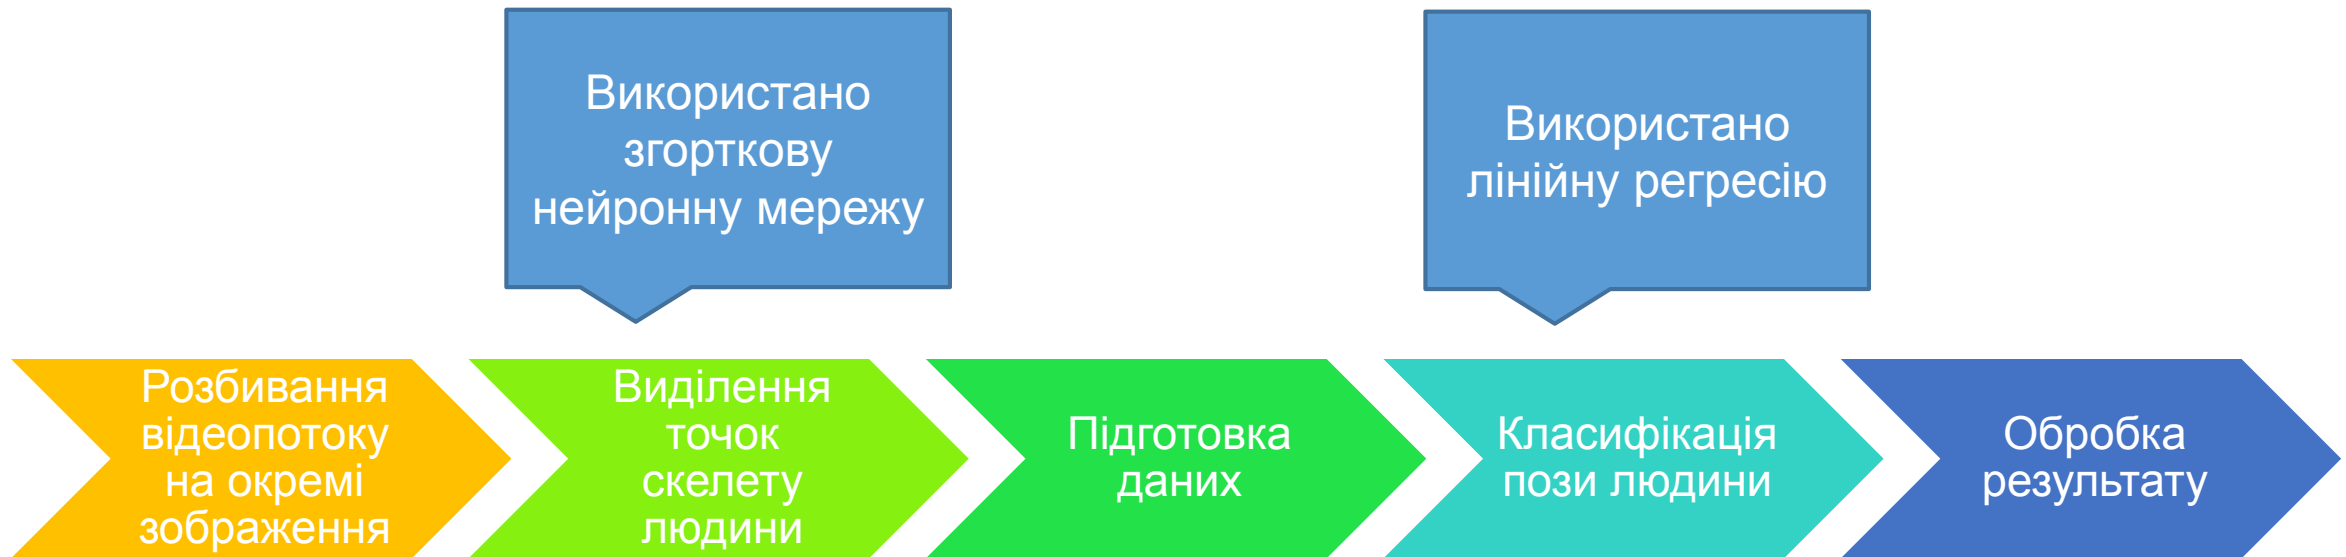 Використано
згорткову
нейронну мережу
Використано
лінійну регресію
Розбивання
відеопотоку
на окремі
зображення
Виділення
точок
скелету
людини
Підготовка
даних
Класифікація
пози людини
Обробка
результату